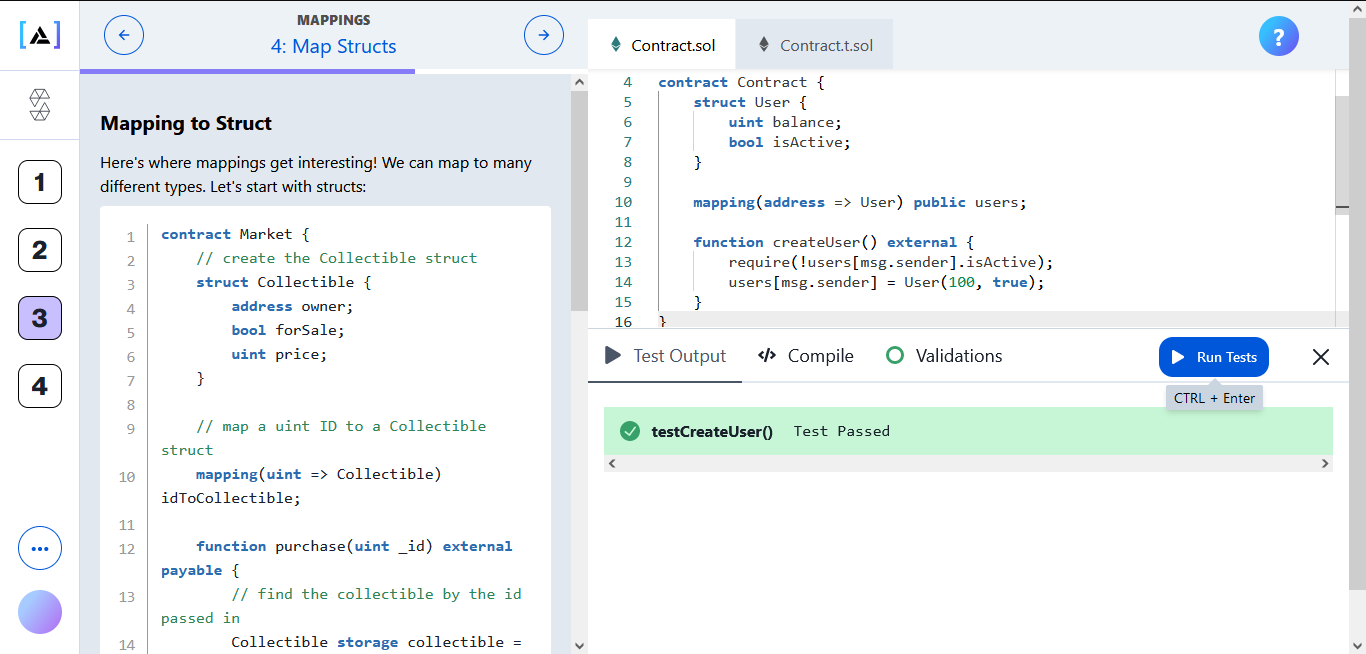 MAPPINGS
4: Map Structs
1
2
3
4
Mapping to Struct
Here's where mappings get interesting! We can map to many
different types. Let's start with structs:
1 contract Market {
2 // create the Collectible struct
3 struct Collectible {
4 address owner;
5 bool forSale;
6 uint price;
7 }
8
9 // map a uint ID to a Collectible
struct
10 mapping(uint => Collectible)
idToCollectible;
11
12 function purchase(uint _id) external
payable {
13 // find the collectible by the id
passed in
14 Collectible storage collectible =
Contract.sol
Contract.t.sol
?
4 contract Contract {
5 struct User {
6 uint balance;
7 bool isActive;
8 }
9
10 mapping(address => User) public users;
11
12 function createUser() external {
13 require(!users[msg.sender].isActive);
14 users[msg.sender] = User(100, true);
15 }
16 }
Test Output
</> Compile
Validations
Run Tests
CTRL + Enter
testCreateUser() Test Passed